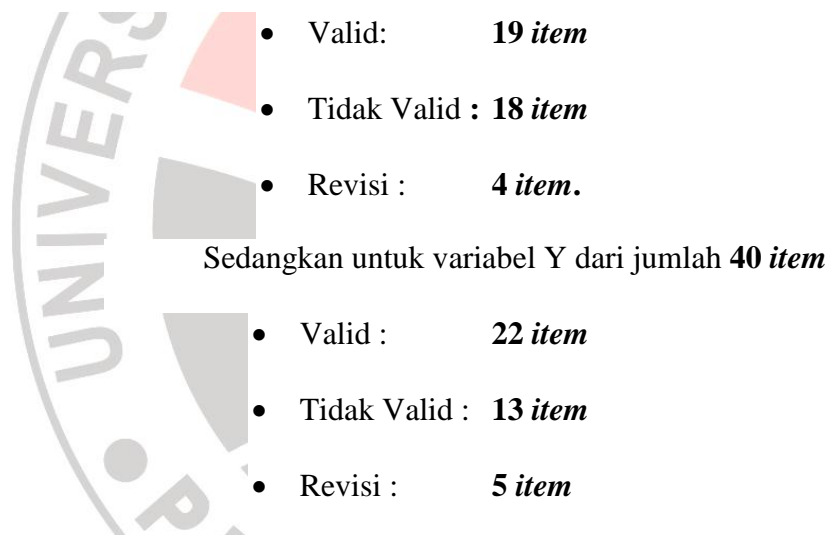 • Valid: 19 item
• Tidak Valid : 18 item
• Revisi : 4 item.
Sedangkan untuk variabel Y dari jumlah 40 item
• Valid : 22 item
• Tidak Valid : 13 item
• Revisi : 5 item